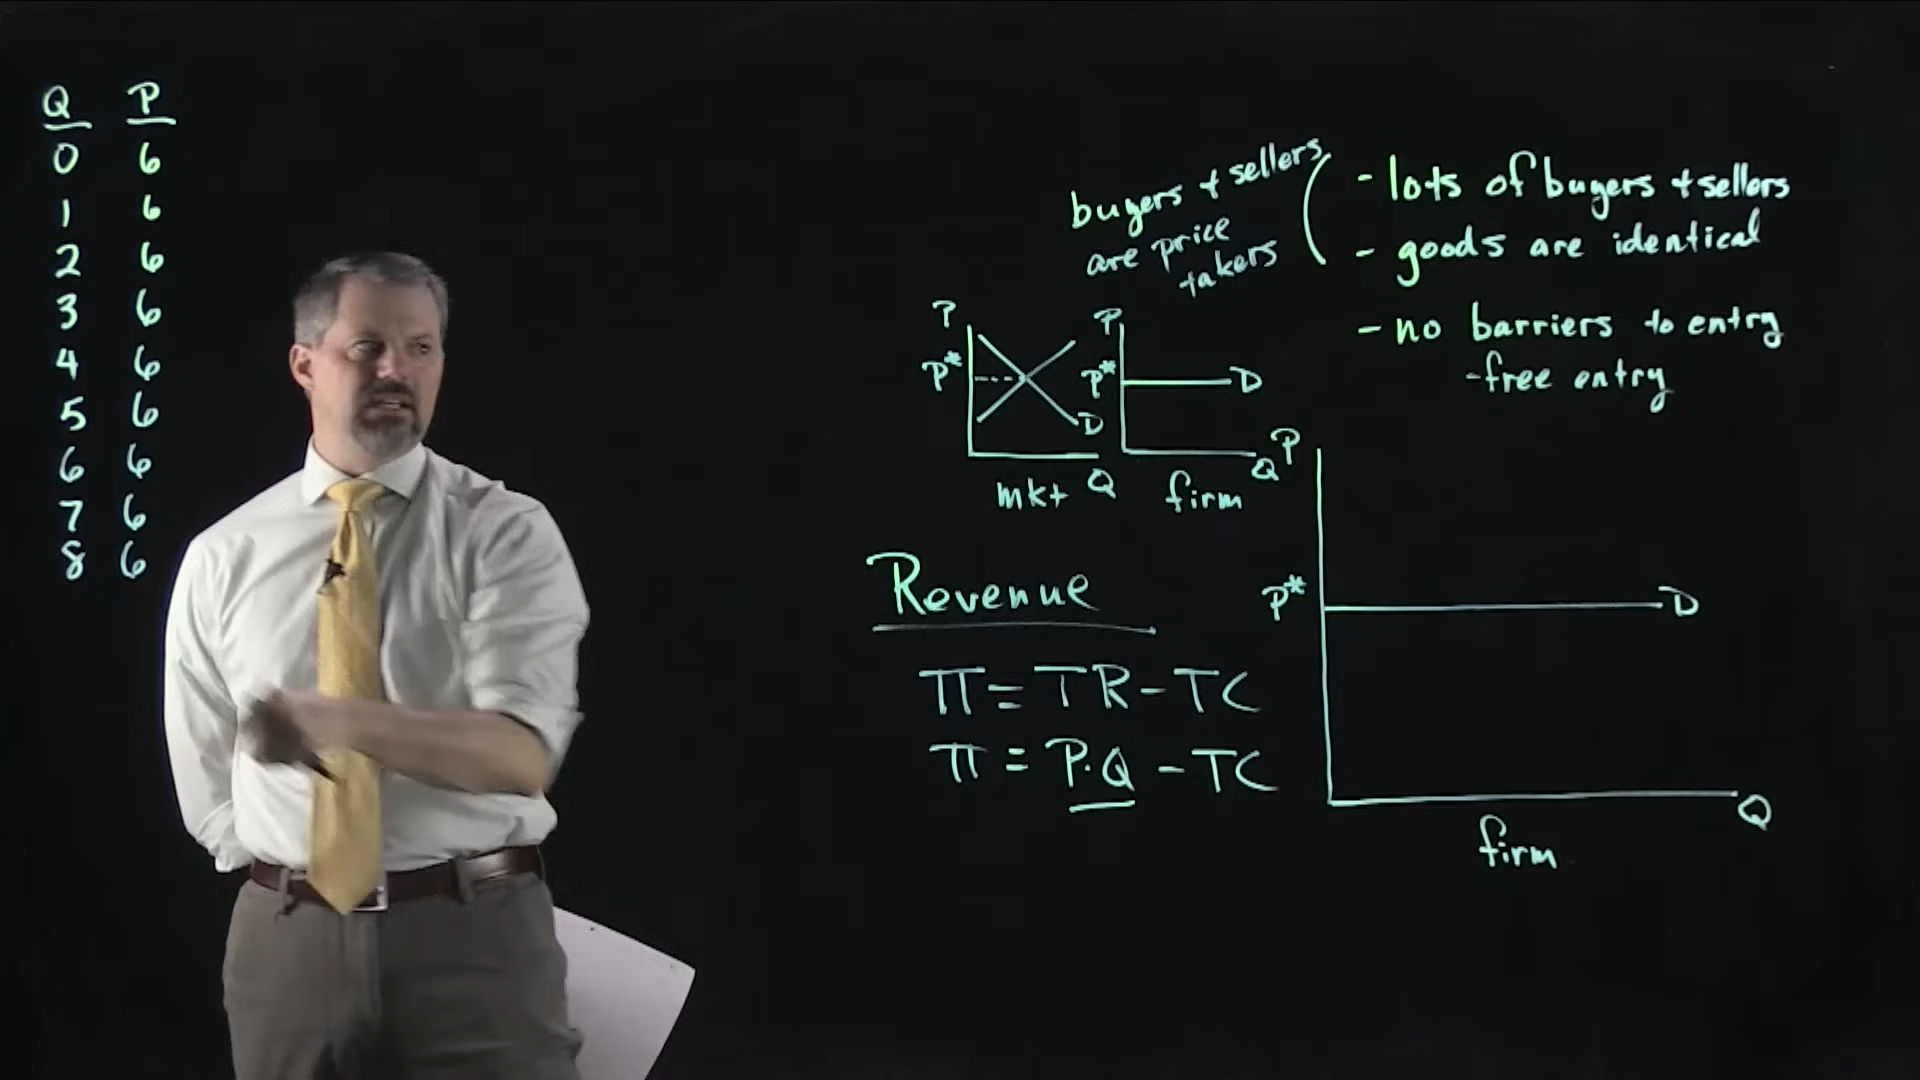 Q P
0 6
1 6
2 6
3 6
4 6
5 6
6 6
7 6
8 6
buyers + sellers
are price
takers
- lots of buyers + sellers
- goods are identical
- no barriers to entry
- free entry
P
P*
D
Q
mkt
P
P*
D
Q
firm
Revenue
π = TR - TC
π = P·Q - TC
P
P*
D
Q
firm